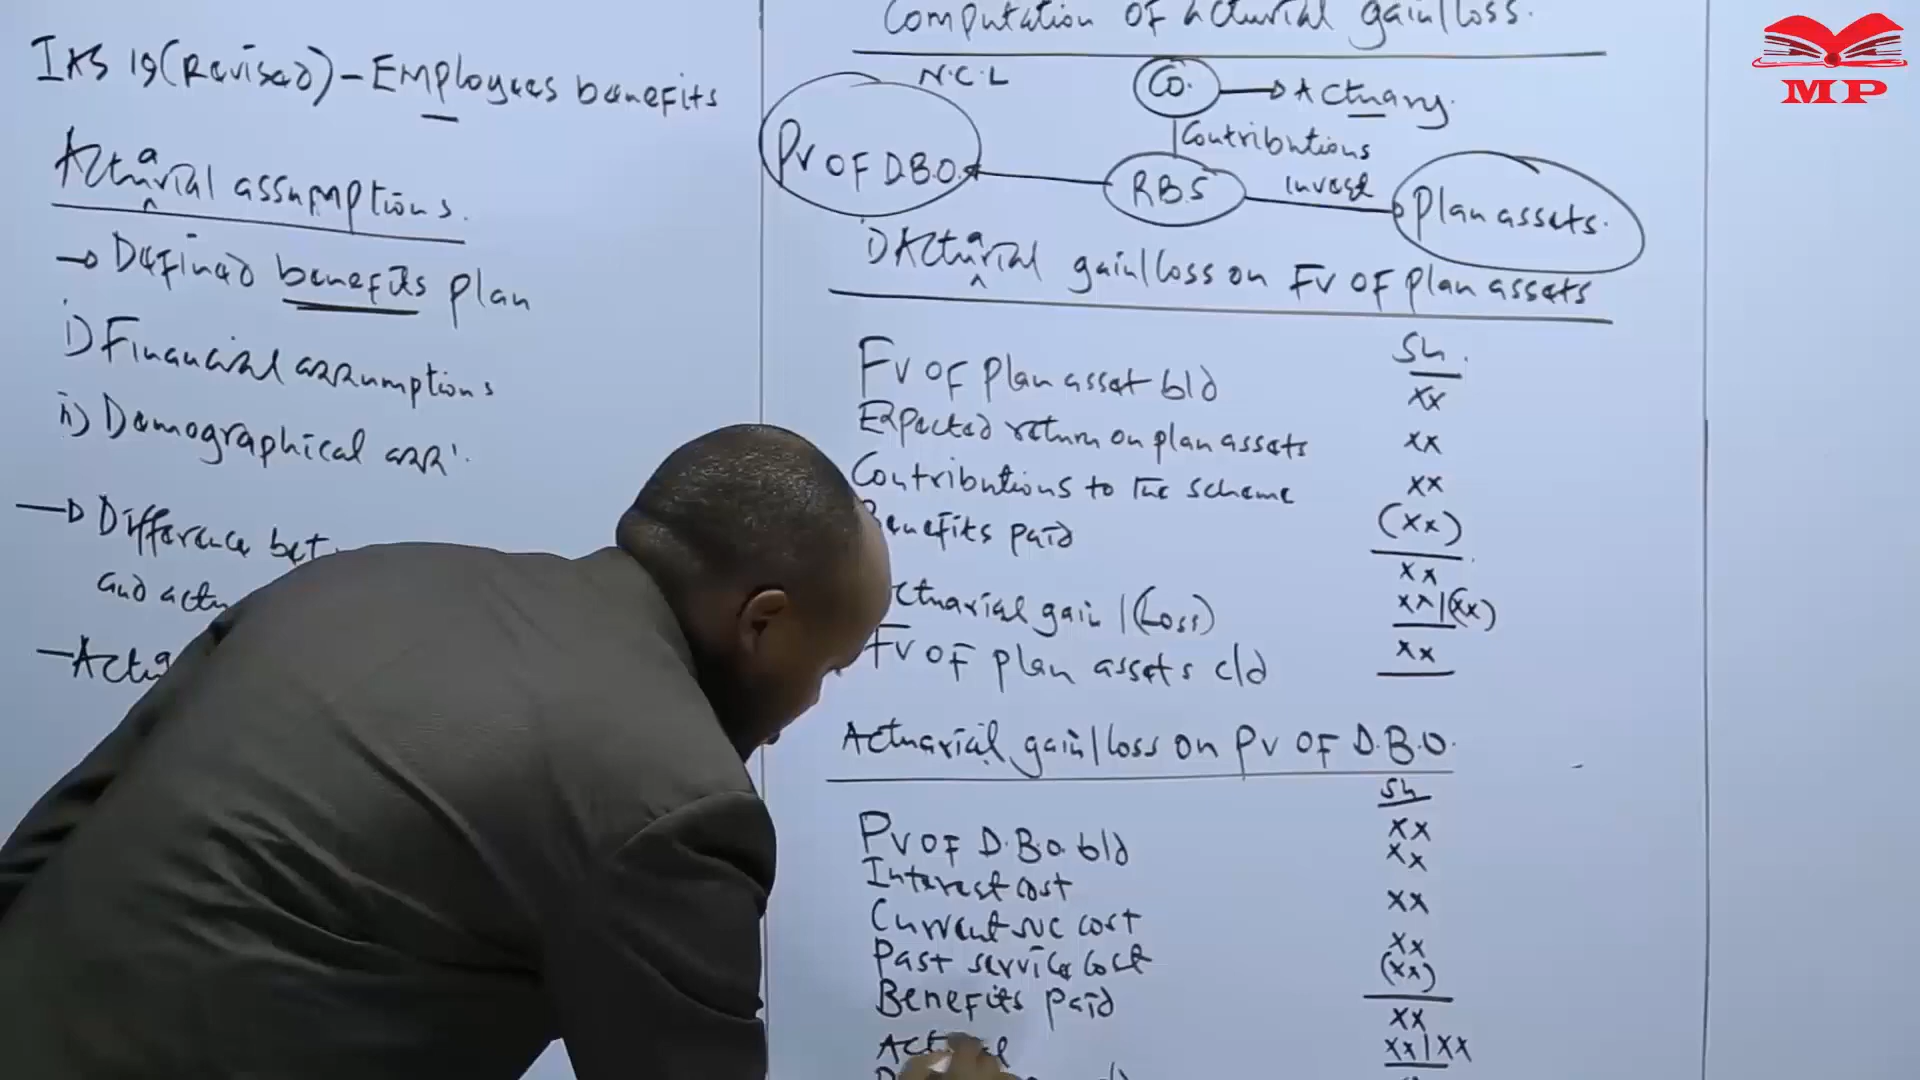 IAS 19 (Revised) – Employees benefits
Actuarial assumptions.
→ Defined benefits plan
i) Financial assumptions
ii) Demographical ass'.
→ Difference bet
and actu
→ Actua
Computation of acturial gain/loss.
N.C.L
Co. → Actuary.
Contributions
PV OF D.B.O.
R.B.S
invest
Plan assets.
i) Actuarial gain/loss on FV OF plan assets
Sh.
FV OF plan asset b/d xx
Expected return on plan assets xx
Contributions to the scheme xx
Benefits paid (xx)
xx
ctuarial gain/(Loss) xx/(xx)
FV OF plan assets c/d xx
Actuarial gain/loss on PV OF D.B.O.
Sh
PV OF D.B.O. b/d xx
Interest cost xx
Current svc cost xx
Past service cost xx
Benefits paid (xx)
xx
xx/xx
MP